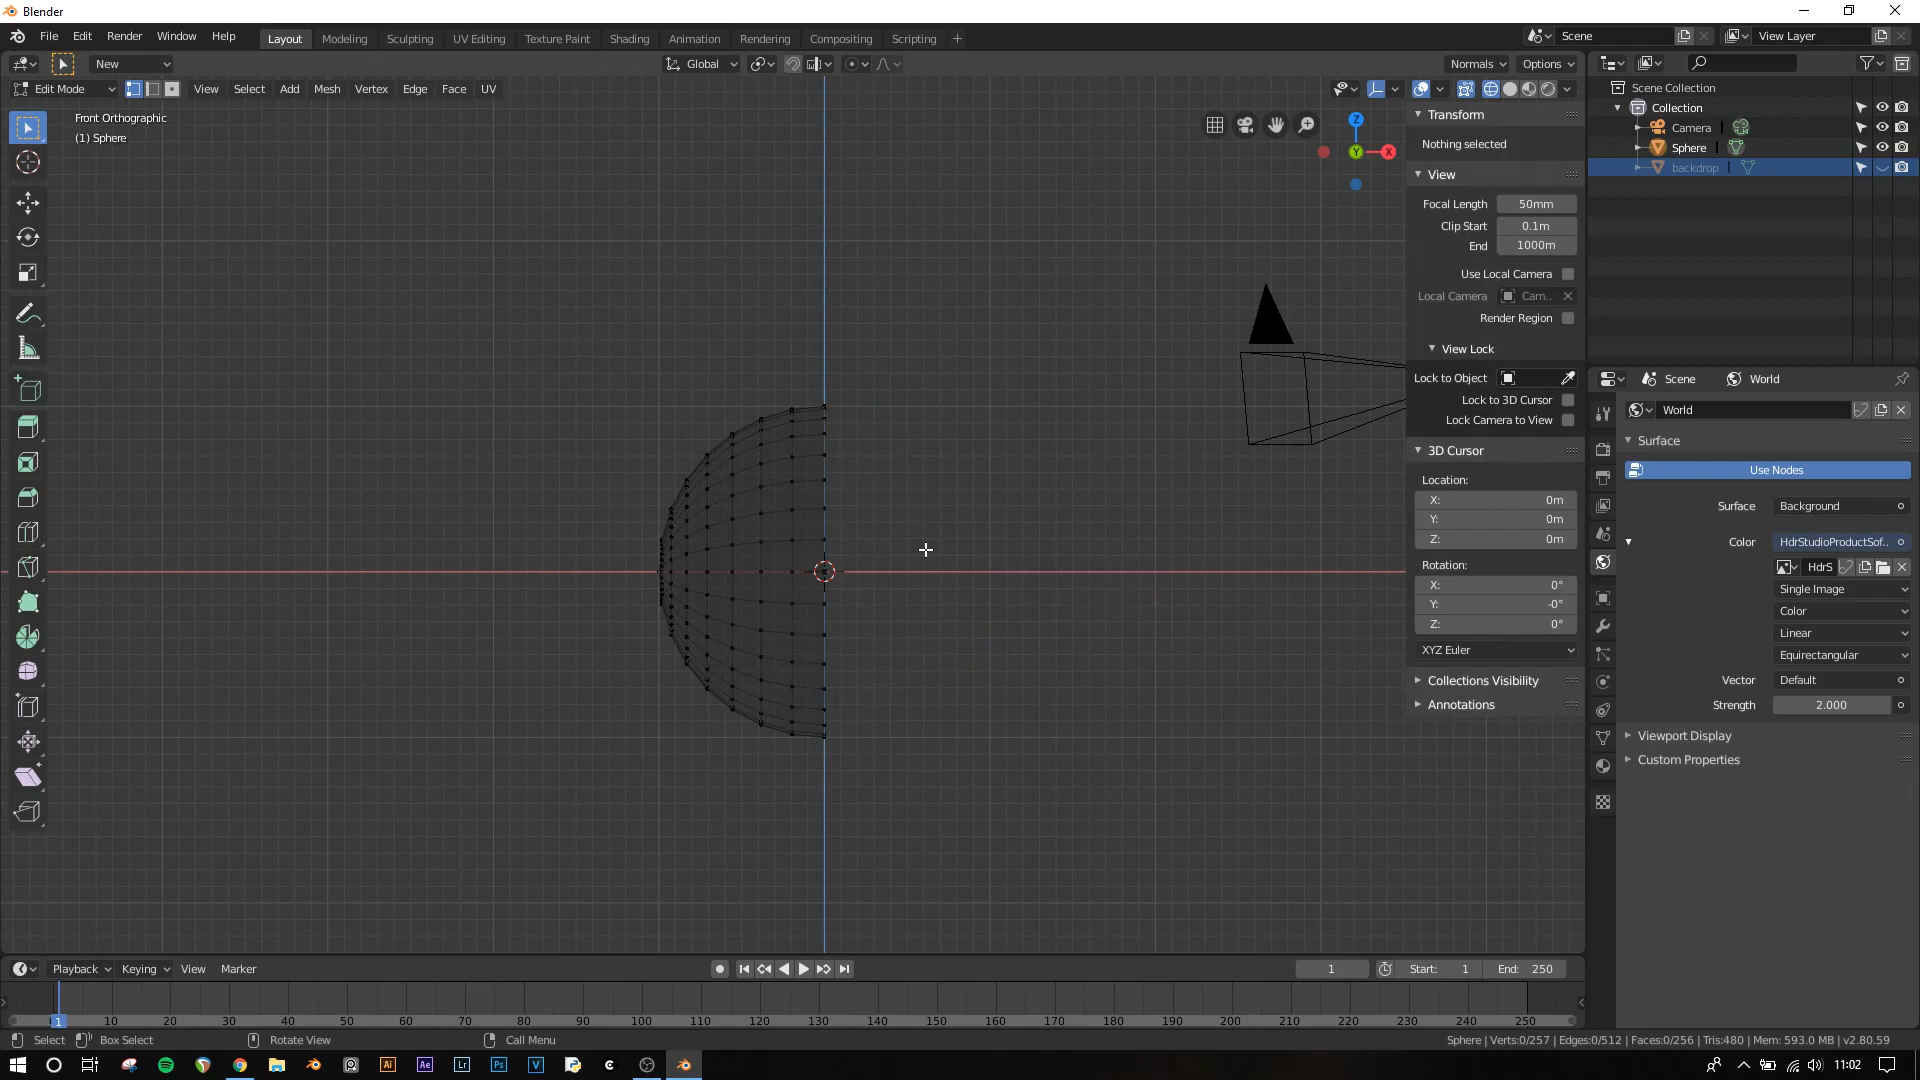 Blender
File Edit Render Window Help
Layout Modeling Sculpting UV Editing Texture Paint Shading Animation Rendering Compositing Scripting +
Scene
View Layer
New
Global
Normals
Options
Edit Mode
View Select Add Mesh Vertex Edge Face UV
Front Orthographic
(1) Sphere
Z
Y
X
Transform
Nothing selected
View
Focal Length 50mm
Clip Start 0.1m
End 1000m
Use Local Camera
Local Camera Cam..
Render Region
View Lock
Lock to Object
Lock to 3D Cursor
Lock Camera to View
3D Cursor
Location:
X: 0m
Y: 0m
Z: 0m
Rotation:
X: 0°
Y: -0°
Z: 0°
XYZ Euler
Collections Visibility
Annotations
Scene Collection
Collection
Camera
Sphere
backdrop
Scene World
World
Surface
Use Nodes
Surface Background
Color HdrStudioProductSof..
HdrS
Single Image
Color
Linear
Equirectangular
Vector Default
Strength 2.000
Viewport Display
Custom Properties
Playback Keying View Marker
1
Start: 1
End: 250
1 10 20 30 40 50 60 70 80 90 100 110 120 130 140 150 160 170 180 190 200 210 220 230 240 250
Select Box Select Rotate View Call Menu
Sphere | Verts:0/257 | Edges:0/512 | Faces:0/256 | Tris:480 | Mem: 593.0 MB | v2.80.59
Ai Ae Lr Ps V C
11:02